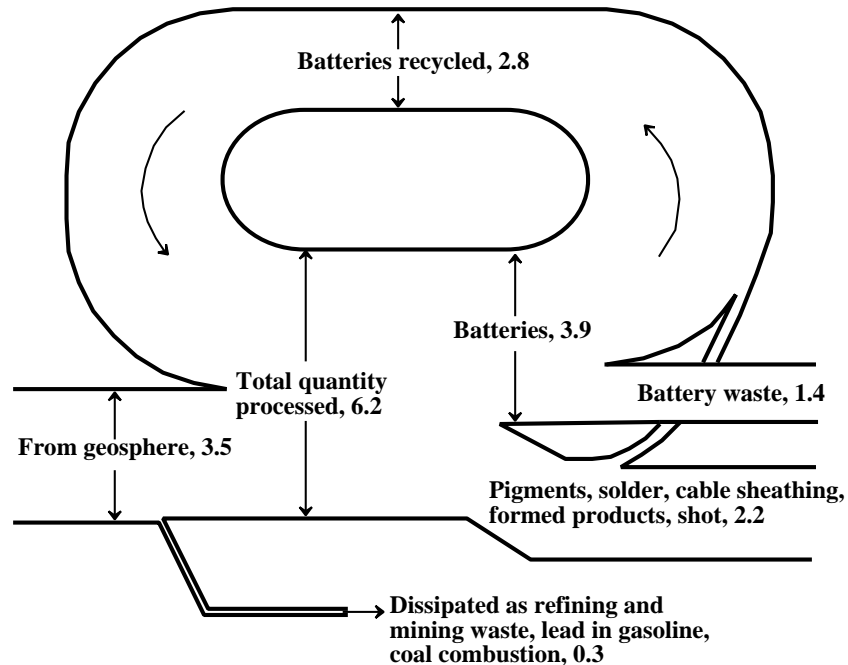 Batteries recycled, 2.8
Batteries, 3.9
Total quantity
processed, 6.2
Battery waste, 1.4
From geosphere, 3.5
Pigments, solder, cable sheathing,
formed products, shot, 2.2
Dissipated as refining and
mining waste, lead in gasoline,
coal combustion, 0.3